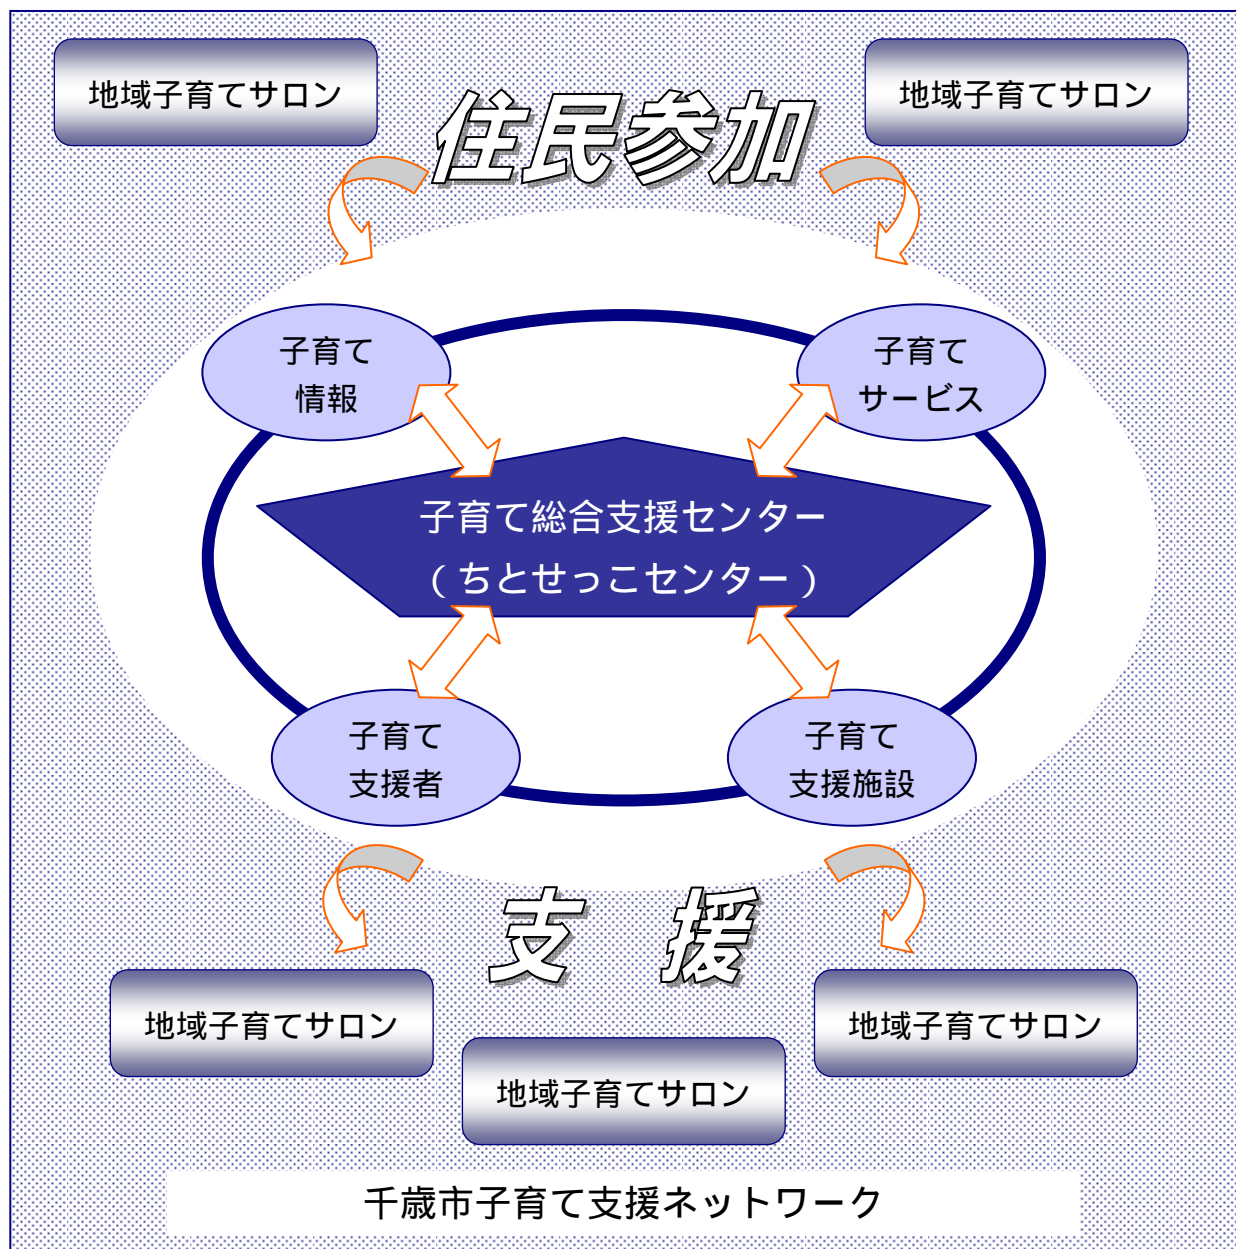 地域子育てサロン
地域子育てサロン
住民参加
子育て
情報
子育て
サービス
子育て総合支援センター
（ちとせっこセンター）
子育て
支援者
子育て
支援施設
支　援
地域子育てサロン
地域子育てサロン
地域子育てサロン
千歳市子育て支援ネットワーク